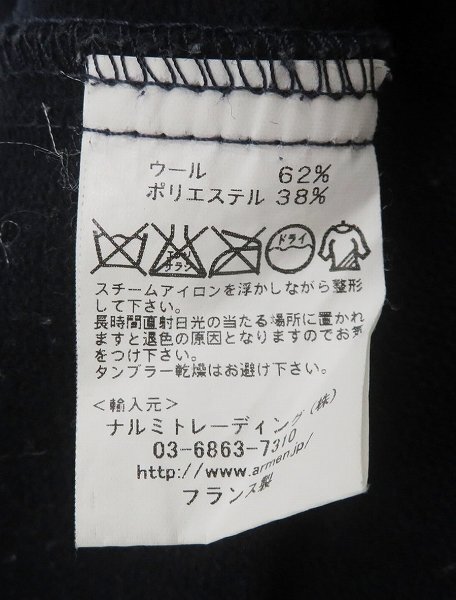 ウール 62%
ポリエステル 38%
エンソ
サラシ
ドライ
スチームアイロンを浮かしながら整形
して下さい。
長時間直射日光の当たる場所に置かれ
ますと退色の原因となりますのでお気
をつけ下さい。
タンブラー乾燥はお避け下さい。
<輸入元>
ナルミトレーディング(株)
03-6863-7310
http://www.armen.jp/
フランス製